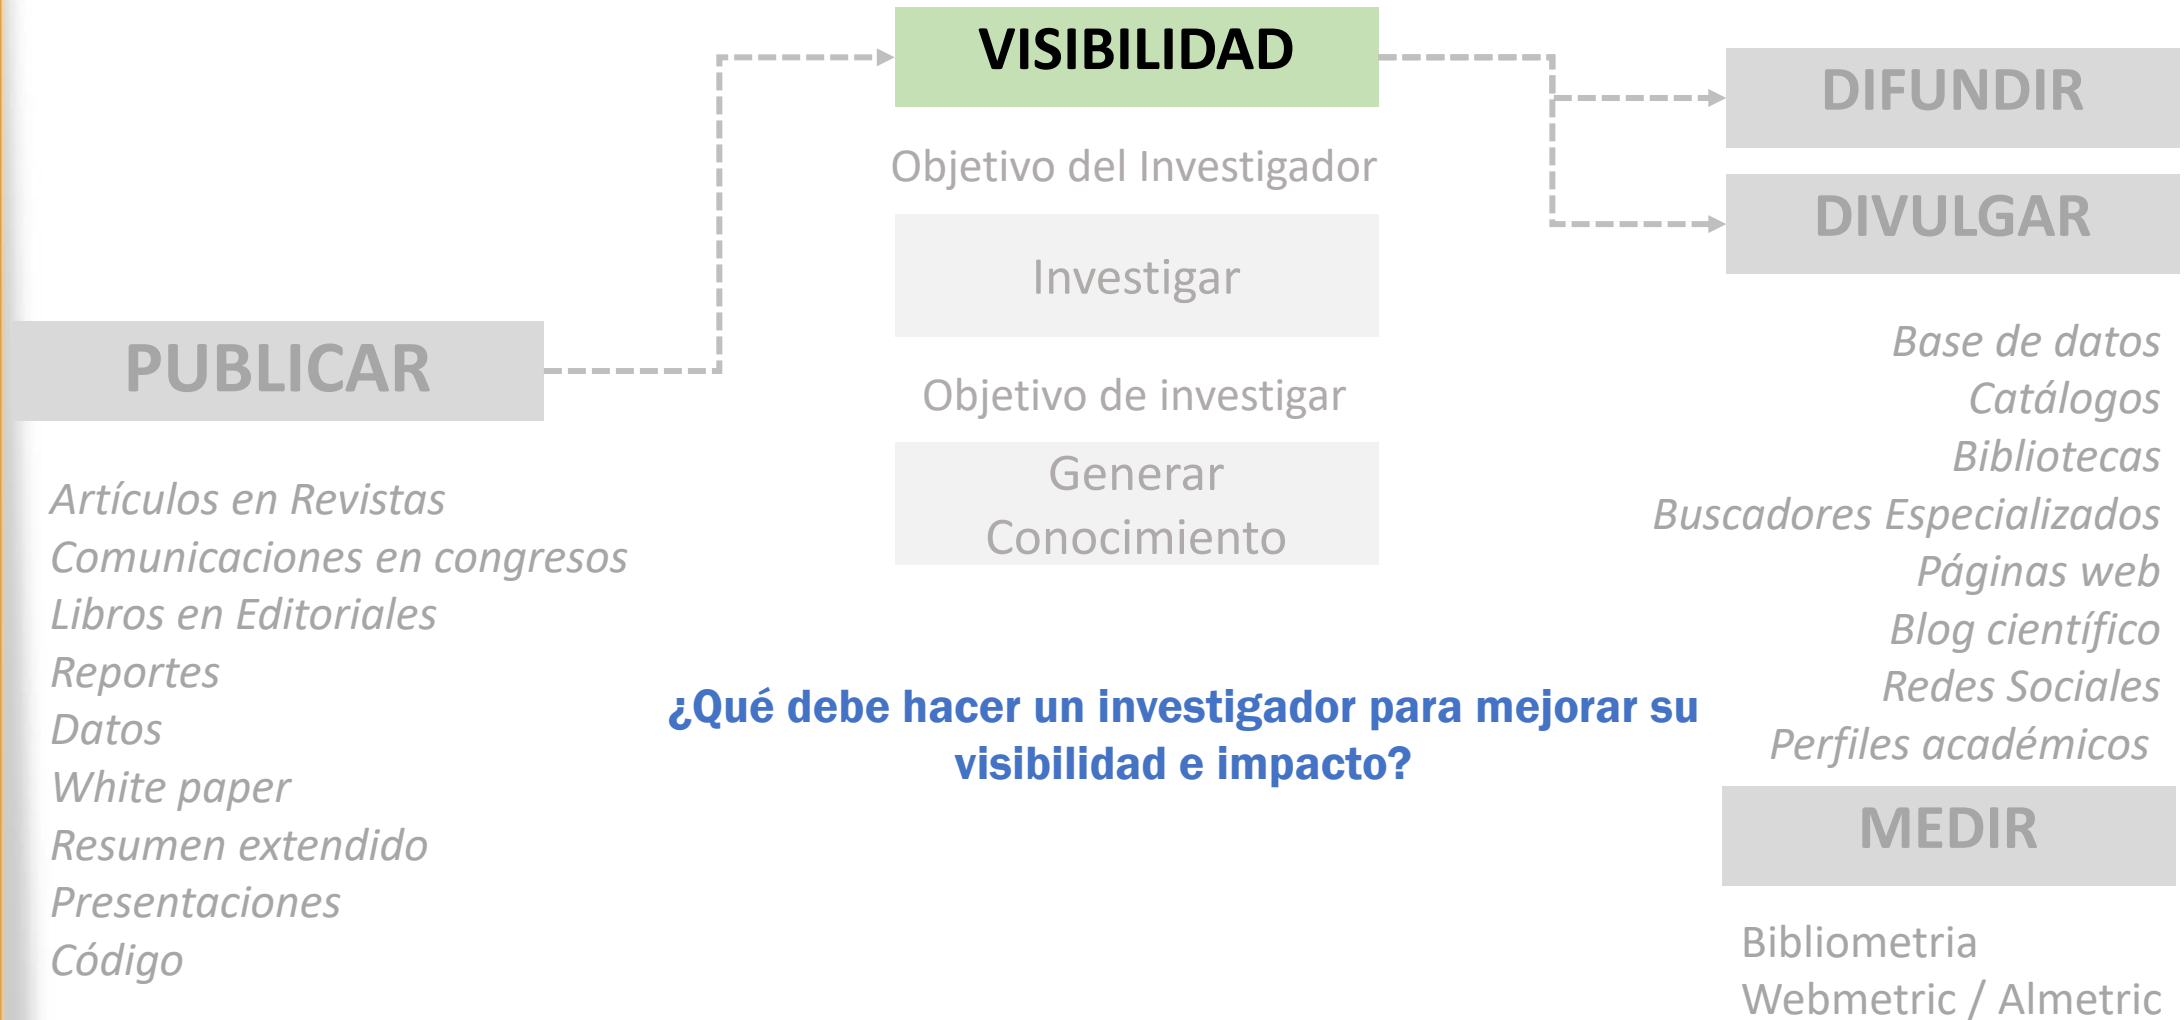 VISIBILIDAD
Objetivo del Investigador
Investigar
Objetivo de investigar
Generar
Conocimiento
PUBLICAR
Artículos en Revistas
Comunicaciones en congresos
Libros en Editoriales
Reportes
Datos
White paper
Resumen extendido
Presentaciones
Código
¿Qué debe hacer un investigador para mejorar su
visibilidad e impacto?
DIFUNDIR
DIVULGAR
Base de datos
Catálogos
Bibliotecas
Buscadores Especializados
Páginas web
Blog científico
Redes Sociales
Perfiles académicos
MEDIR
Bibliometria
Webmetric / Almetric